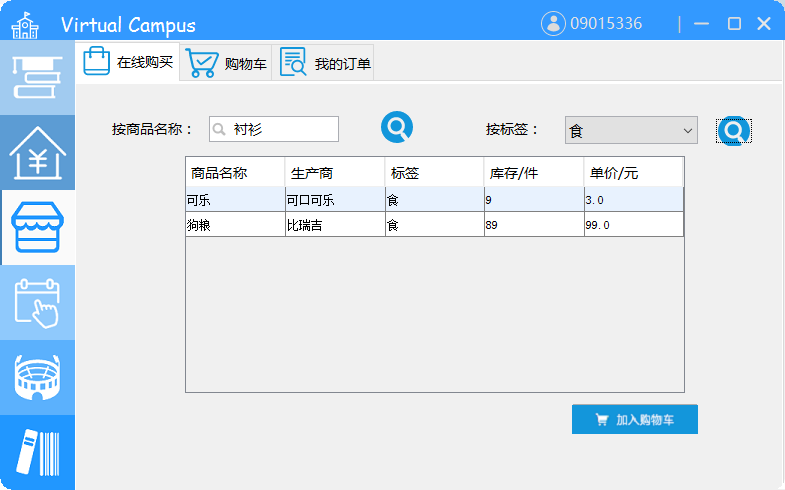 Virtual Campus 09015336
在线购买 购物车 我的订单
按商品名称： 衬衫 按标签： 食
商品名称 生产商 标签 库存/件 单价/元
可乐 可口可乐 食 9 3.0
狗粮 比瑞吉 食 89 99.0
加入购物车